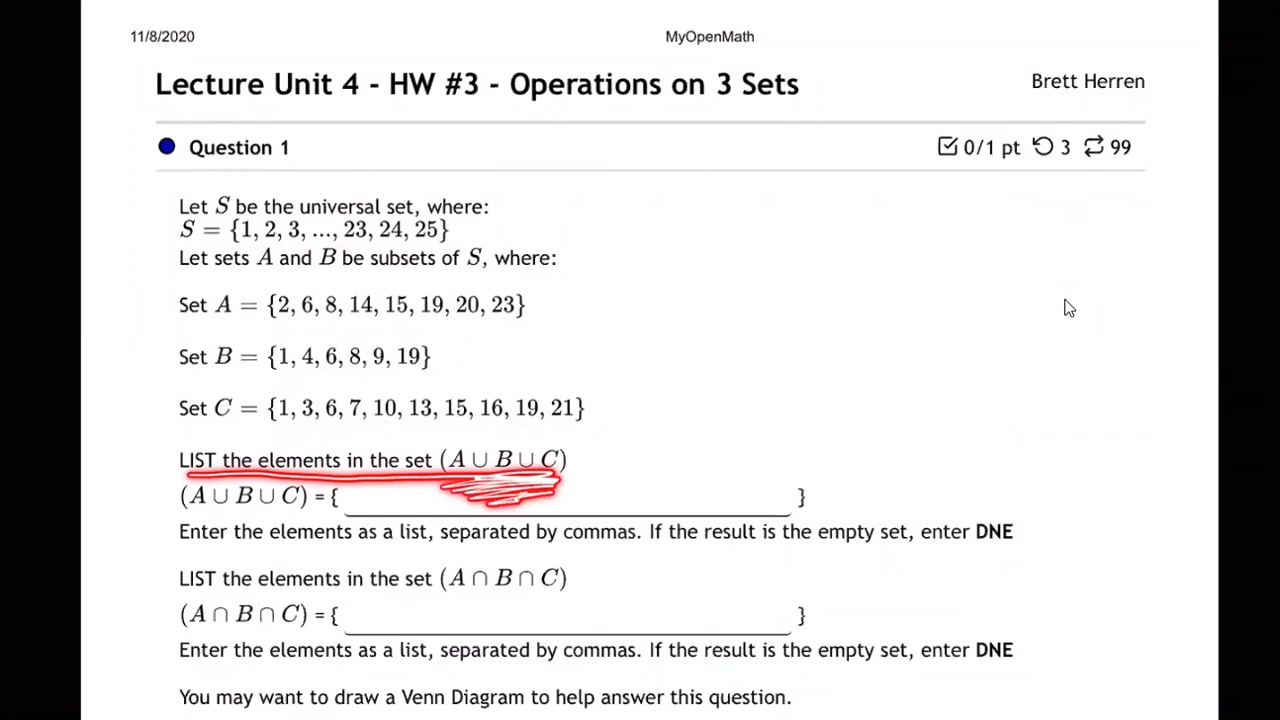 11/8/2020 MyOpenMath
Lecture Unit 4 - HW #3 - Operations on 3 Sets Brett Herren
Question 1 0/1 pt 3 99
Let S be the universal set, where:
S = {1, 2, 3, ..., 23, 24, 25}
Let sets A and B be subsets of S, where:
Set A = {2, 6, 8, 14, 15, 19, 20, 23}
Set B = {1, 4, 6, 8, 9, 19}
Set C = {1, 3, 6, 7, 10, 13, 15, 16, 19, 21}
LIST the elements in the set (A ∪ B ∪ C)
(A ∪ B ∪ C) = { }
Enter the elements as a list, separated by commas. If the result is the empty set, enter DNE
LIST the elements in the set (A ∩ B ∩ C)
(A ∩ B ∩ C) = { }
Enter the elements as a list, separated by commas. If the result is the empty set, enter DNE
You may want to draw a Venn Diagram to help answer this question.